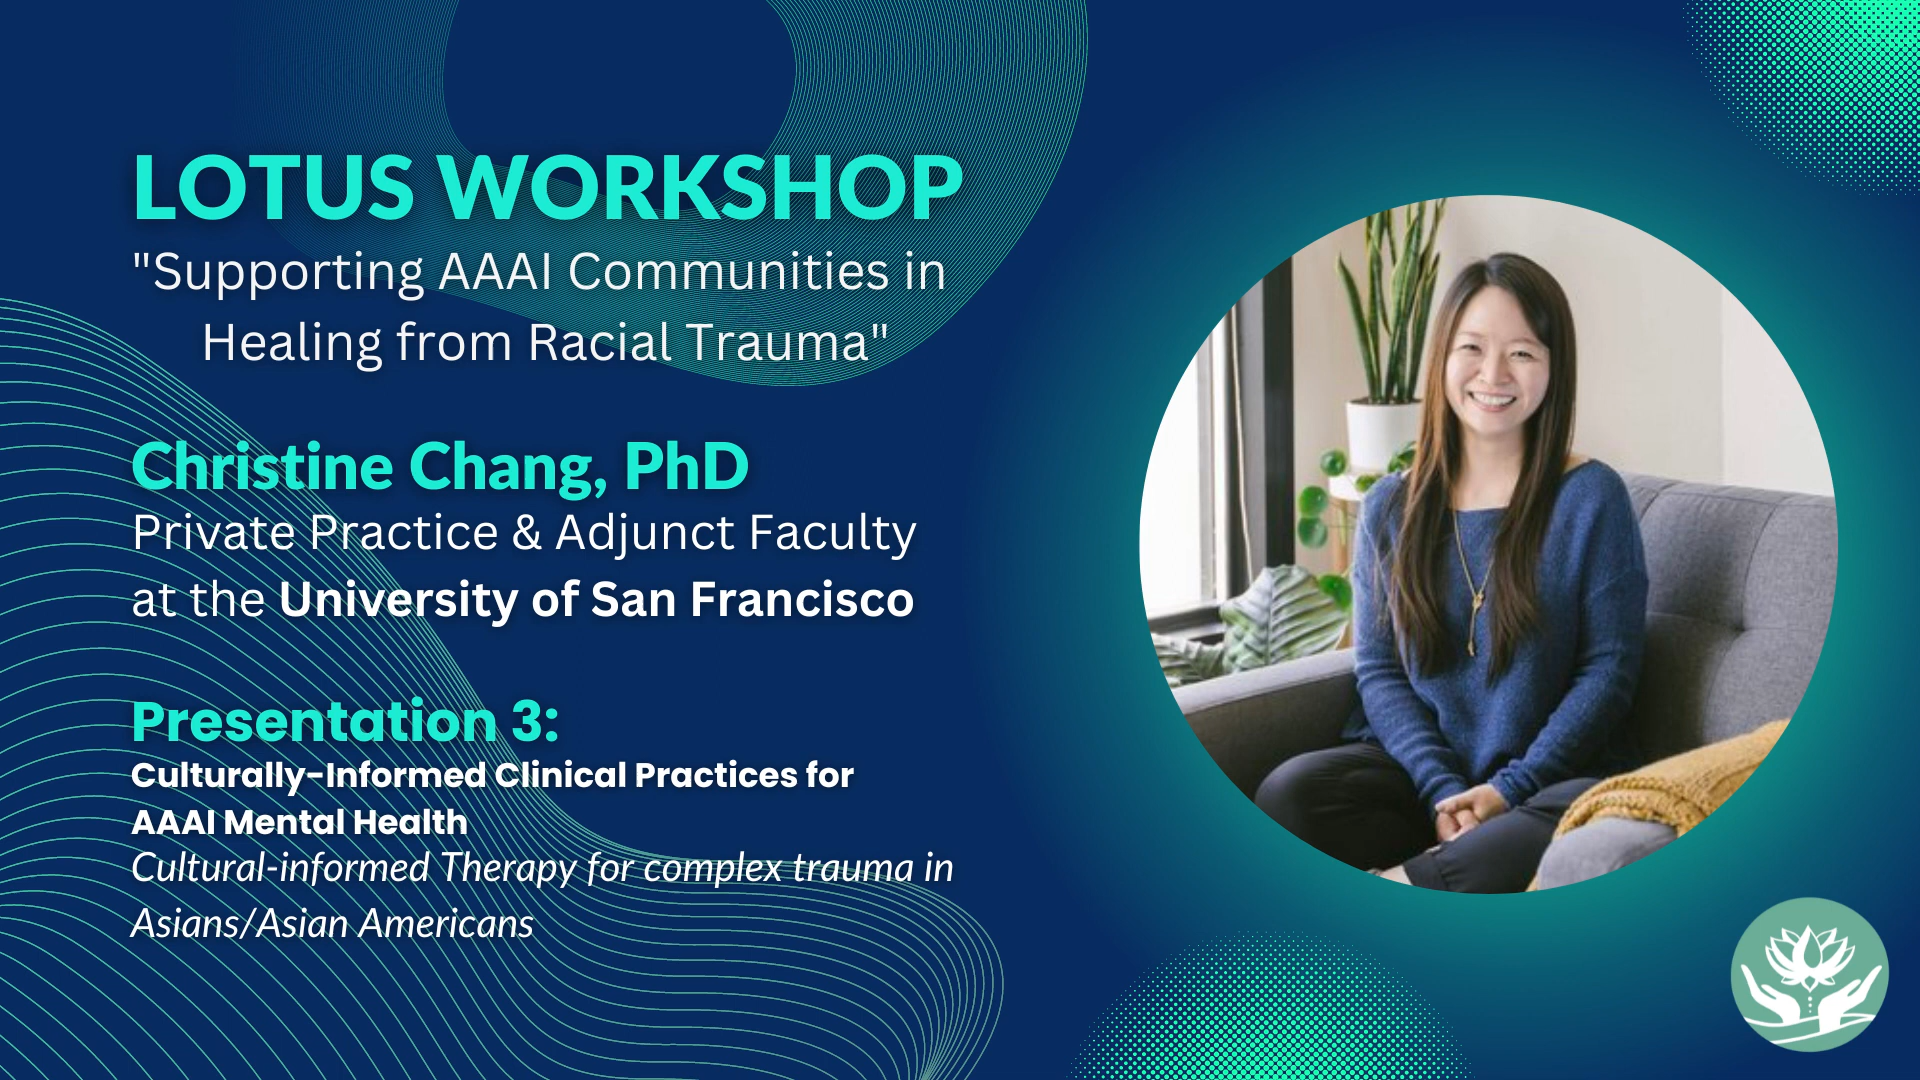 LOTUS WORKSHOP
"Supporting AAAI Communities in
Healing from Racial Trauma"
Christine Chang, PhD
Private Practice & Adjunct Faculty
at the University of San Francisco
Presentation 3:
Culturally-Informed Clinical Practices for
AAAI Mental Health
Cultural-informed Therapy for complex trauma in
Asians/Asian Americans